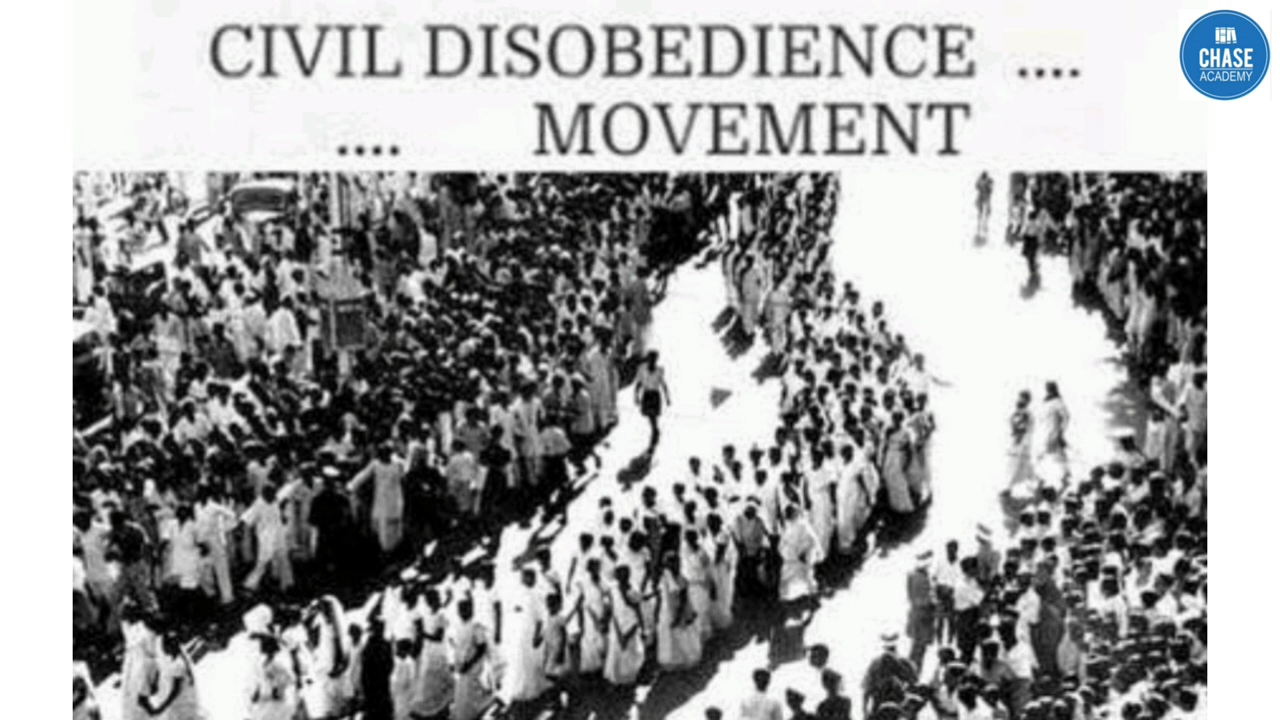 CIVIL DISOBEDIENCE ....
.... MOVEMENT
CHASE
ACADEMY